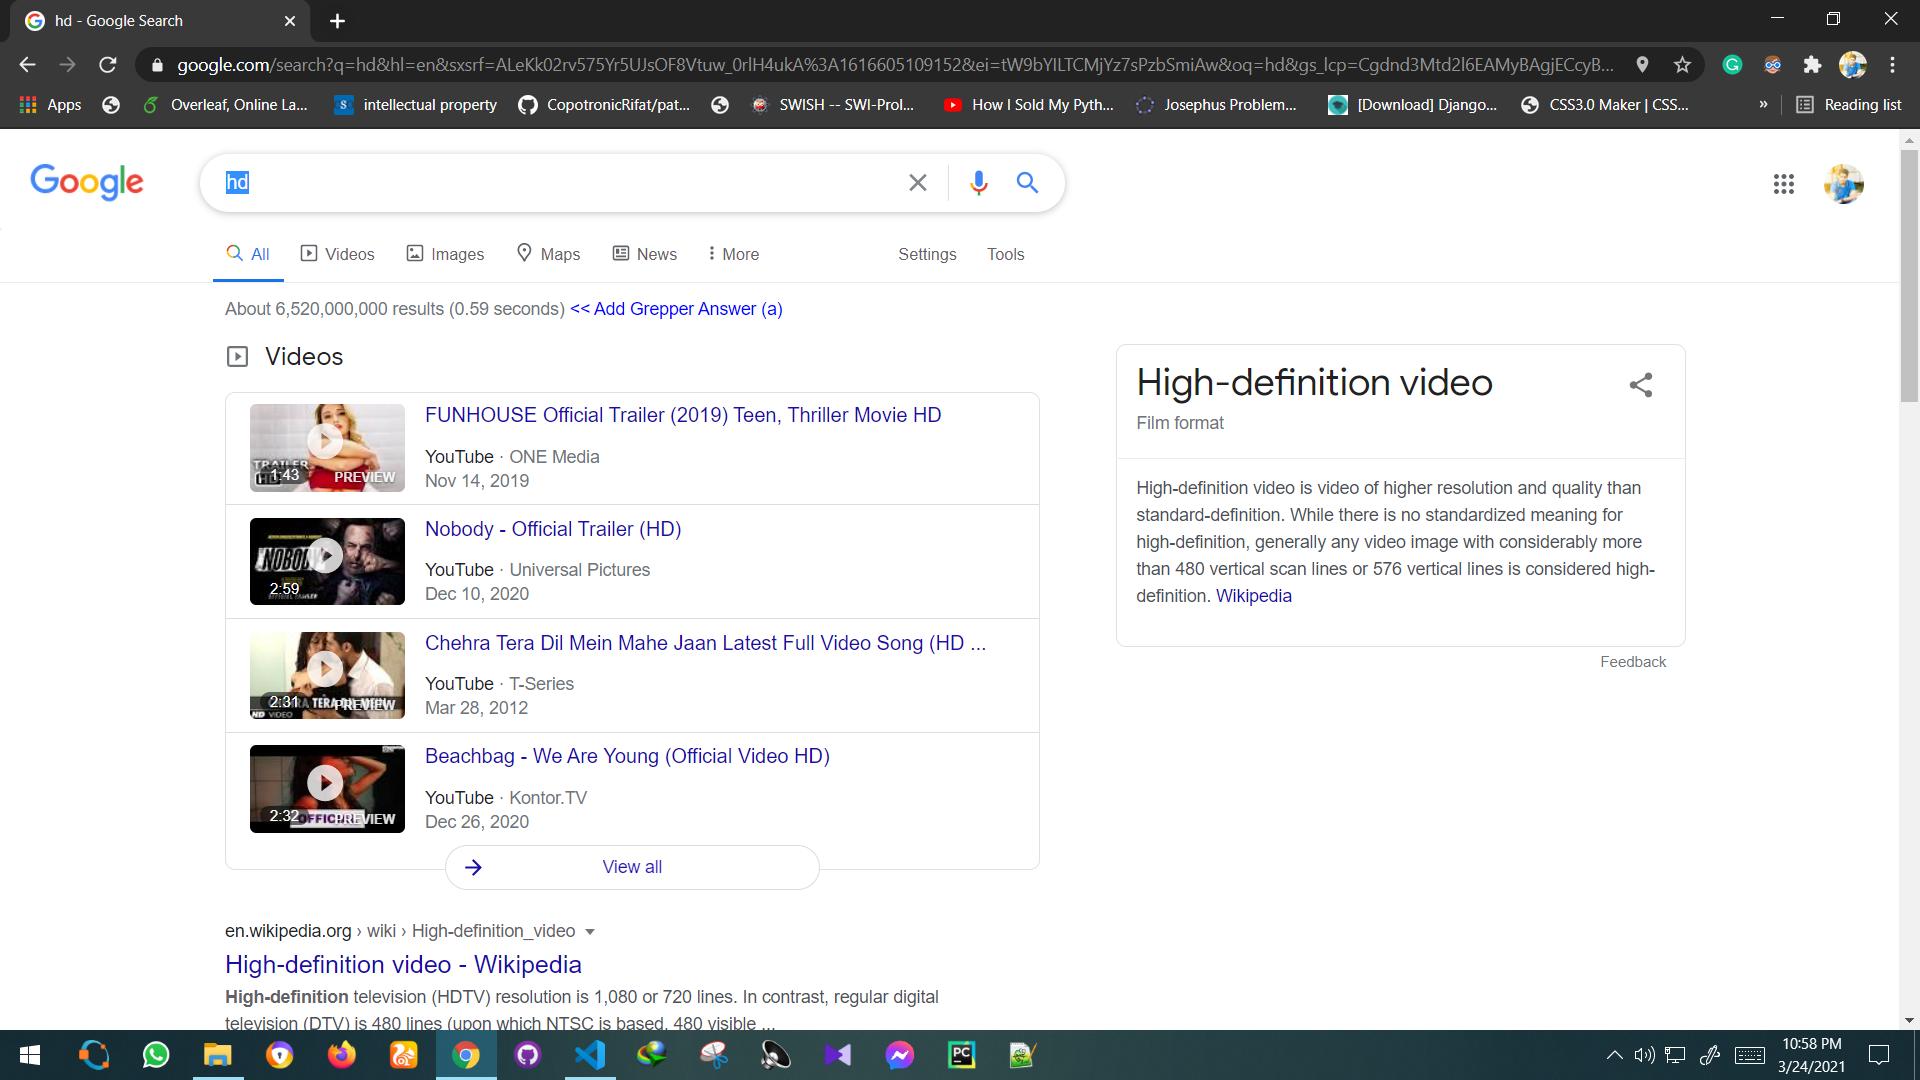 hd - Google Search
google.com/search?q=hd&hl=en&sxsrf=ALeKk02rv575Yr5UJsOF8Vtuw_0rlH4ukA%3A1616605109152&ei=tW9bYILTCMjYz7sPzbSmiAw&oq=hd&gs_lcp=Cgdnd3Mtd2l6EAMyBAgjECcyB...
Apps
Overleaf, Online La...
intellectual property
CopotronicRifat/pat...
SWISH -- SWI-Prol...
How I Sold My Pyth...
Josephus Problem...
[Download] Django...
CSS3.0 Maker | CSS...
»
Reading list
Google
hd
All
Videos
Images
Maps
News
More
Settings
Tools
About 6,520,000,000 results (0.59 seconds) << Add Grepper Answer (a)
Videos
FUNHOUSE Official Trailer (2019) Teen, Thriller Movie HD
YouTube · ONE Media
Nov 14, 2019
TRAILER
HD
1:43
PREVIEW
Nobody - Official Trailer (HD)
YouTube · Universal Pictures
Dec 10, 2020
NOBODY
2:59
Chehra Tera Dil Mein Mahe Jaan Latest Full Video Song (HD ...
YouTube · T-Series
Mar 28, 2012
2:31
PREVIEW
HD VIDEO
Beachbag - We Are Young (Official Video HD)
YouTube · Kontor.TV
Dec 26, 2020
2:32
PREVIEW
View all
High-definition video
Film format
High-definition video is video of higher resolution and quality than
standard-definition. While there is no standardized meaning for
high-definition, generally any video image with considerably more
than 480 vertical scan lines or 576 vertical lines is considered high-
definition. Wikipedia
Feedback
en.wikipedia.org › wiki › High-definition_video
High-definition video - Wikipedia
High-definition television (HDTV) resolution is 1,080 or 720 lines. In contrast, regular digital
television (DTV) is 480 lines (upon which NTSC is based, 480 visible ...
PC
10:58 PM
3/24/2021